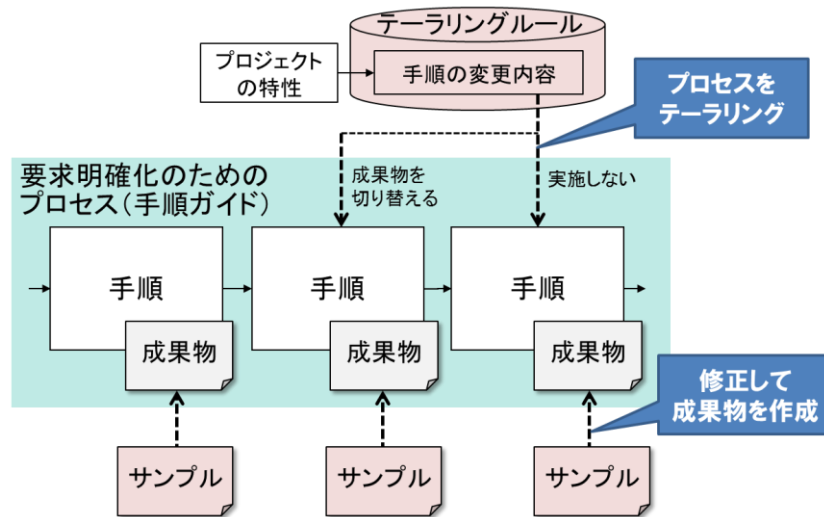 テーラリングルール
プロジェクト
の特性
手順の変更内容
プロセスを
テーラリング
要求明確化のための
プロセス(手順ガイド)
成果物を
切り替える
実施しない
手順
手順
手順
成果物
成果物
成果物
修正して
成果物を作成
サンプル
サンプル
サンプル